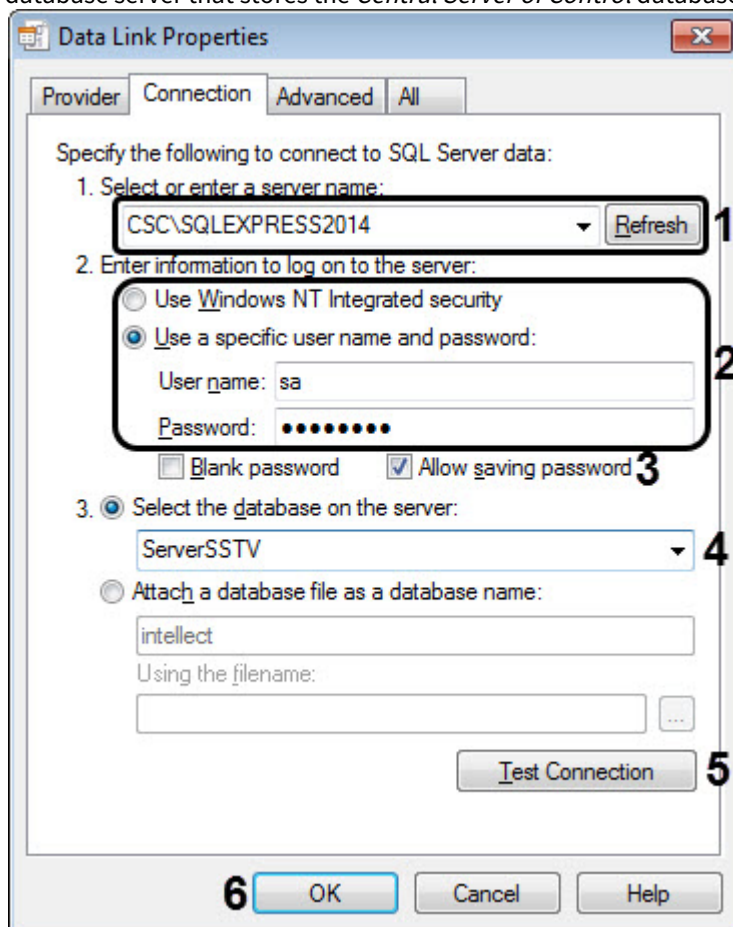 database server that stores the Central Server of Control database
Data Link Properties
Provider Connection Advanced All
Specify the following to connect to SQL Server data:
1. Select or enter a server name:
CSC\SQLEXPRESS2014 Refresh 1
2. Enter information to log on to the server:
Use Windows NT Integrated security
Use a specific user name and password:
2
User name: sa
Password: ●●●●●●●●
Blank password Allow saving password 3
3. Select the database on the server:
ServerSSTV 4
Attach a database file as a database name:
intellect
Using the filename:
...
Test Connection 5
6 OK Cancel Help